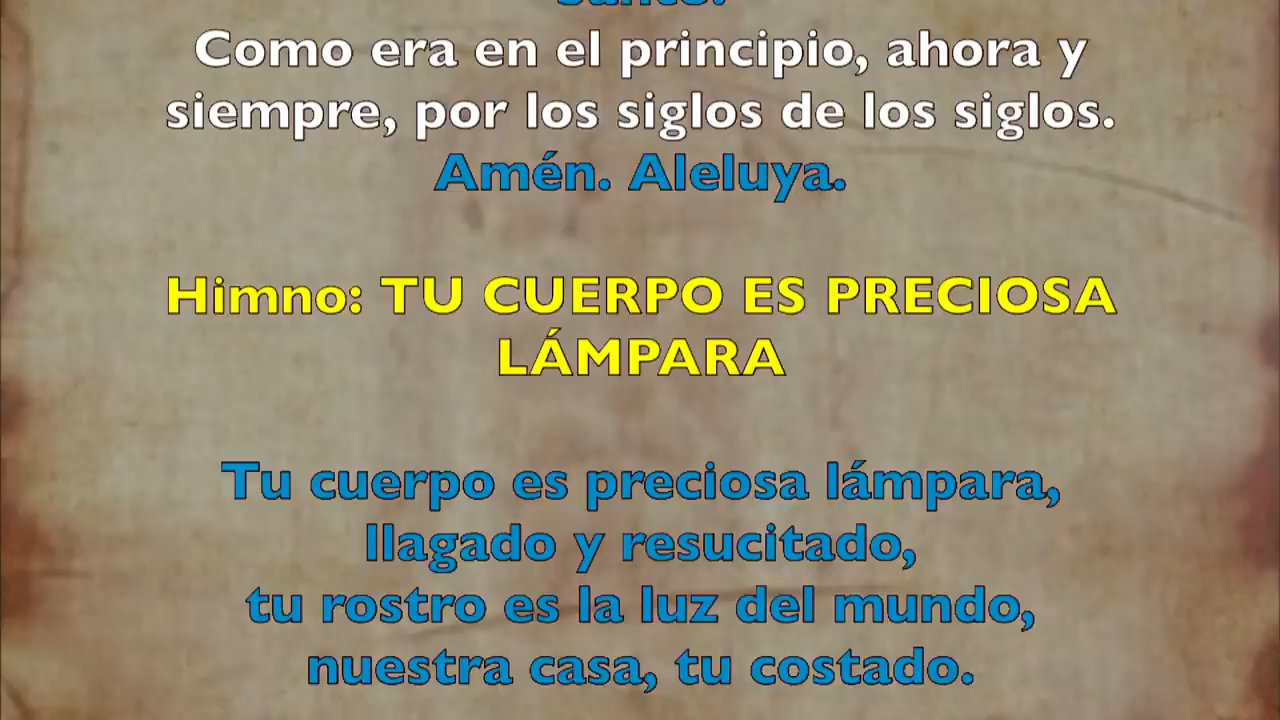 Como era en el principio, ahora y
siempre, por los siglos de los siglos.
Amén. Aleluya.
Himno: TU CUERPO ES PRECIOSA
LÁMPARA
Tu cuerpo es preciosa lámpara,
llagado y resucitado,
tu rostro es la luz del mundo,
nuestra casa, tu costado.